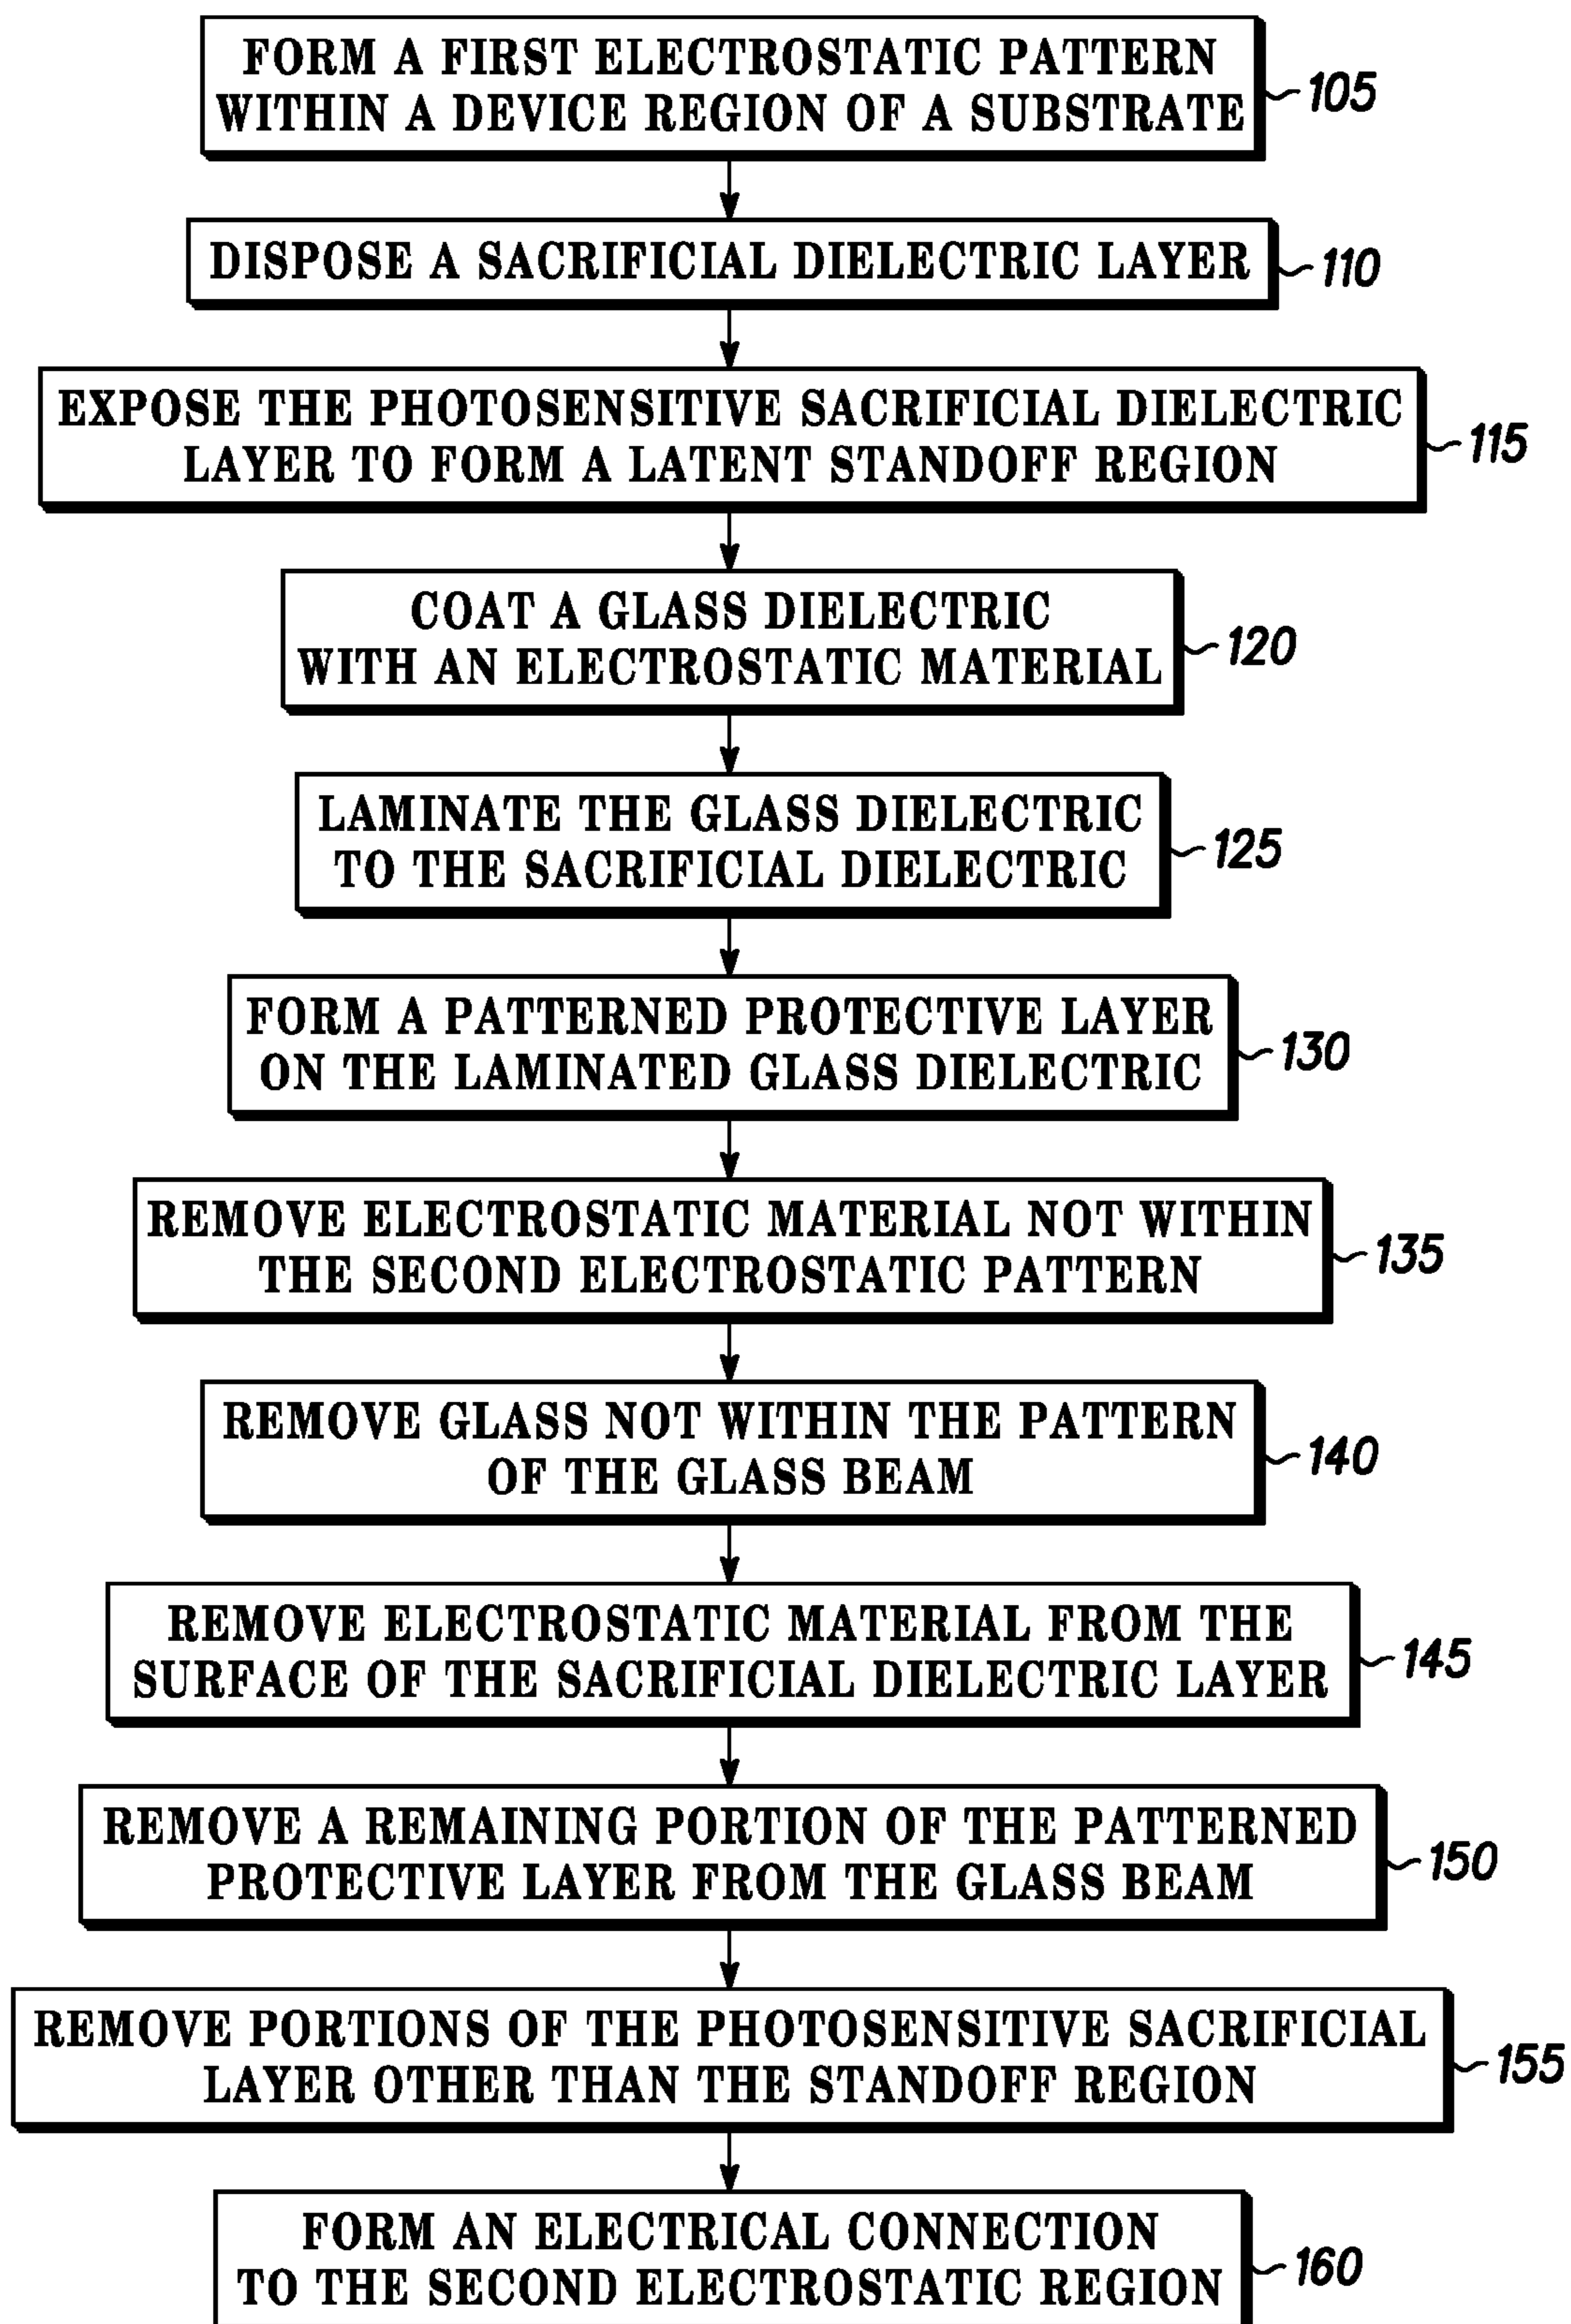 FORM A FIRST ELECTROSTATIC PATTERN
WITHIN A DEVICE REGION OF A SUBSTRATE
105
DISPOSE A SACRIFICIAL DIELECTRIC LAYER
110
EXPOSE THE PHOTOSENSITIVE SACRIFICIAL DIELECTRIC
LAYER TO FORM A LATENT STANDOFF REGION
115
COAT A GLASS DIELECTRIC
WITH AN ELECTROSTATIC MATERIAL
120
LAMINATE THE GLASS DIELECTRIC
TO THE SACRIFICIAL DIELECTRIC
125
FORM A PATTERNED PROTECTIVE LAYER
ON THE LAMINATED GLASS DIELECTRIC
130
REMOVE ELECTROSTATIC MATERIAL NOT WITHIN
THE SECOND ELECTROSTATIC PATTERN
135
REMOVE GLASS NOT WITHIN THE PATTERN
OF THE GLASS BEAM
140
REMOVE ELECTROSTATIC MATERIAL FROM THE
SURFACE OF THE SACRIFICIAL DIELECTRIC LAYER
145
REMOVE A REMAINING PORTION OF THE PATTERNED
PROTECTIVE LAYER FROM THE GLASS BEAM
150
REMOVE PORTIONS OF THE PHOTOSENSITIVE SACRIFICIAL
LAYER OTHER THAN THE STANDOFF REGION
155
FORM AN ELECTRICAL CONNECTION
TO THE SECOND ELECTROSTATIC REGION
160